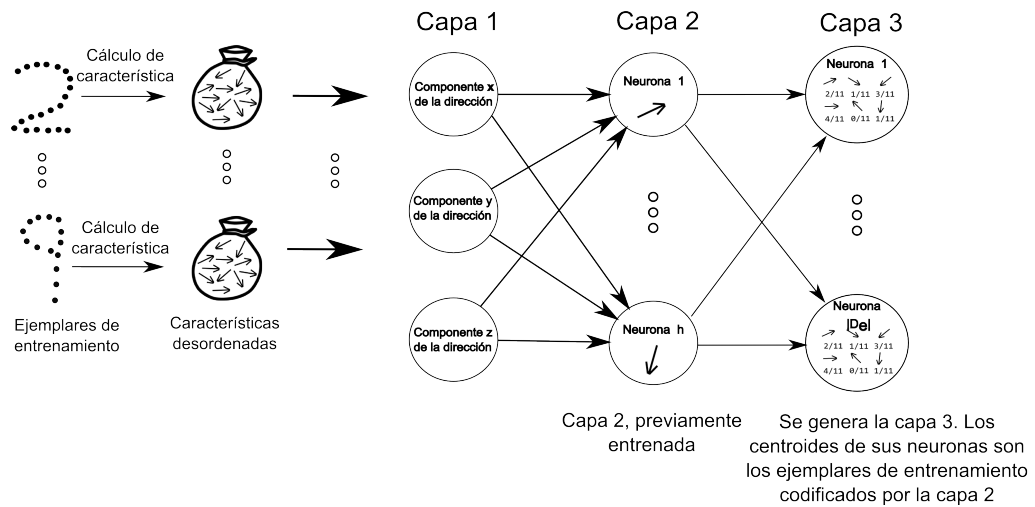 Capa 1
Capa 2
Capa 3
Cálculo de
característica
Cálculo de
característica
Ejemplares de
entrenamiento
Características
desordenadas
Componente x
de la dirección
Componente y
de la dirección
Componente z
de la dirección
Neurona 1
Neurona h
Neurona 1
2/11 1/11 3/11
4/11 0/11 1/11
Neurona
|De|
2/11 1/11 3/11
4/11 0/11 1/11
Capa 2, previamente
entrenada
Se genera la capa 3. Los
centroides de sus neuronas son
los ejemplares de entrenamiento
codificados por la capa 2